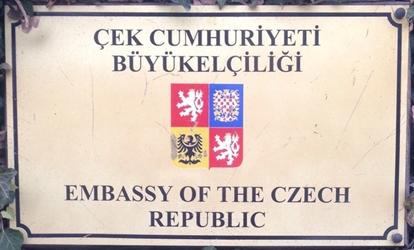 ÇEK CUMHURİYETİ
BÜYÜKELÇİLİĞİ
EMBASSY OF THE CZECH
REPUBLIC